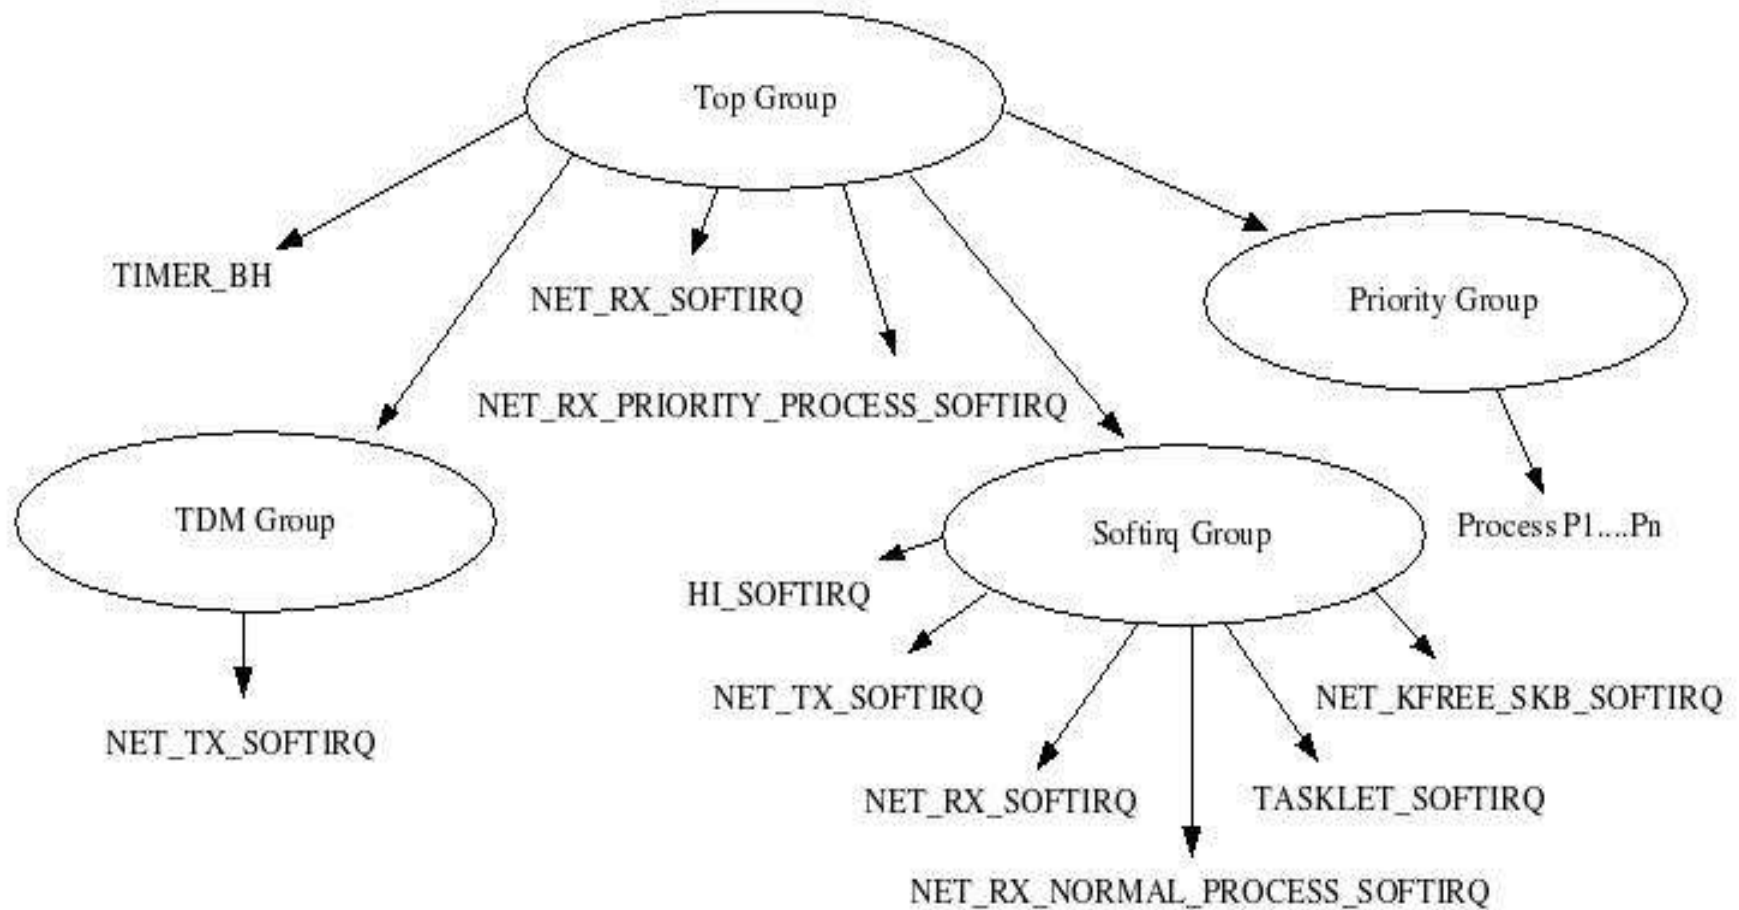 Top Group
TIMER_BH
NET_RX_SOFTIRQ
Priority Group
NET_RX_PRIORITY_PROCESS_SOFTIRQ
TDM Group
Softirq Group
Process P1....Pn
HI_SOFTIRQ
NET_TX_SOFTIRQ
NET_KFREE_SKB_SOFTIRQ
NET_TX_SOFTIRQ
NET_RX_SOFTIRQ
TASKLET_SOFTIRQ
NET_RX_NORMAL_PROCESS_SOFTIRQ